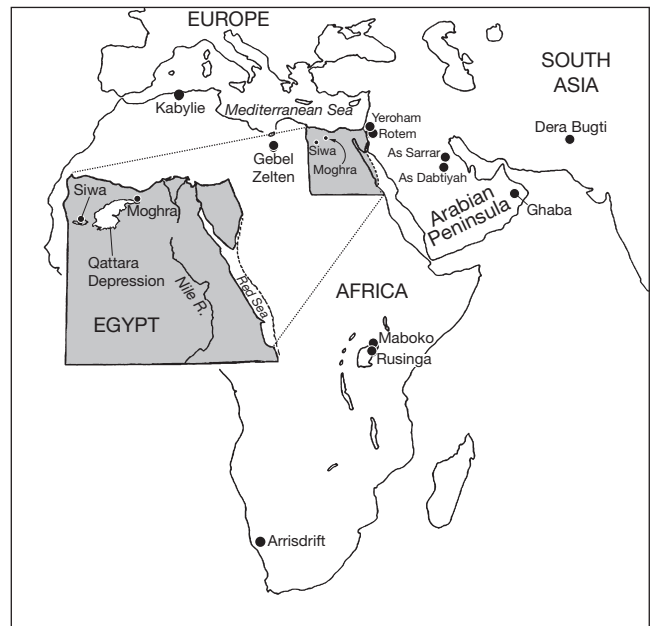 EUROPE
SOUTH
ASIA
Kabylie
Mediterranean Sea
Yeroham
Rotem
Dera Bugti
Siwa
Moghra
Gebel
Zelten
As Sarrar
As Dabtiyah
Arabian
Peninsula
Ghaba
Siwa
Moghra
Qattara
Depression
Nile R.
Red Sea
EGYPT
AFRICA
Maboko
Rusinga
Arrisdrift